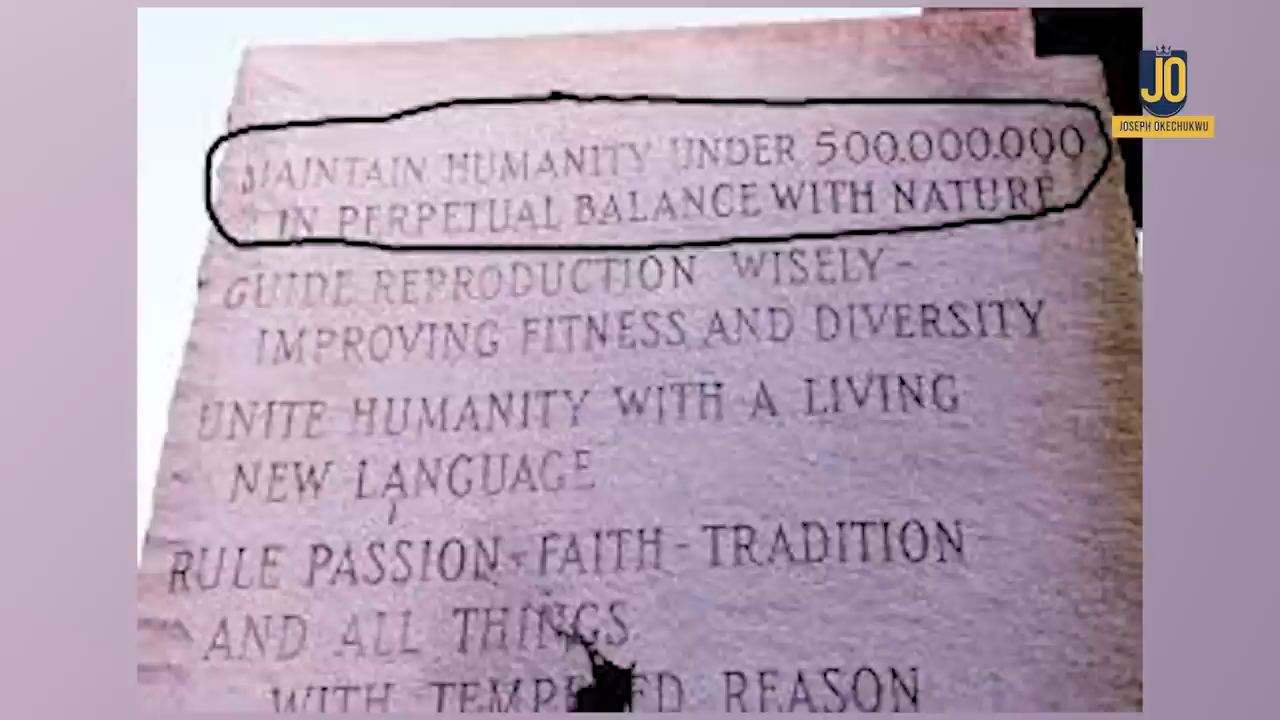 MAINTAIN HUMANITY UNDER 500.000.000
IN PERPETUAL BALANCE WITH NATURE
GUIDE REPRODUCTION WISELY-
IMPROVING FITNESS AND DIVERSITY
UNITE HUMANITY WITH A LIVING
NEW LANGUAGE
RULE PASSION-FAITH-TRADITION
AND ALL THINGS
WITH TEMPERED REASON
JO
JOSEPH OKECHUKWU